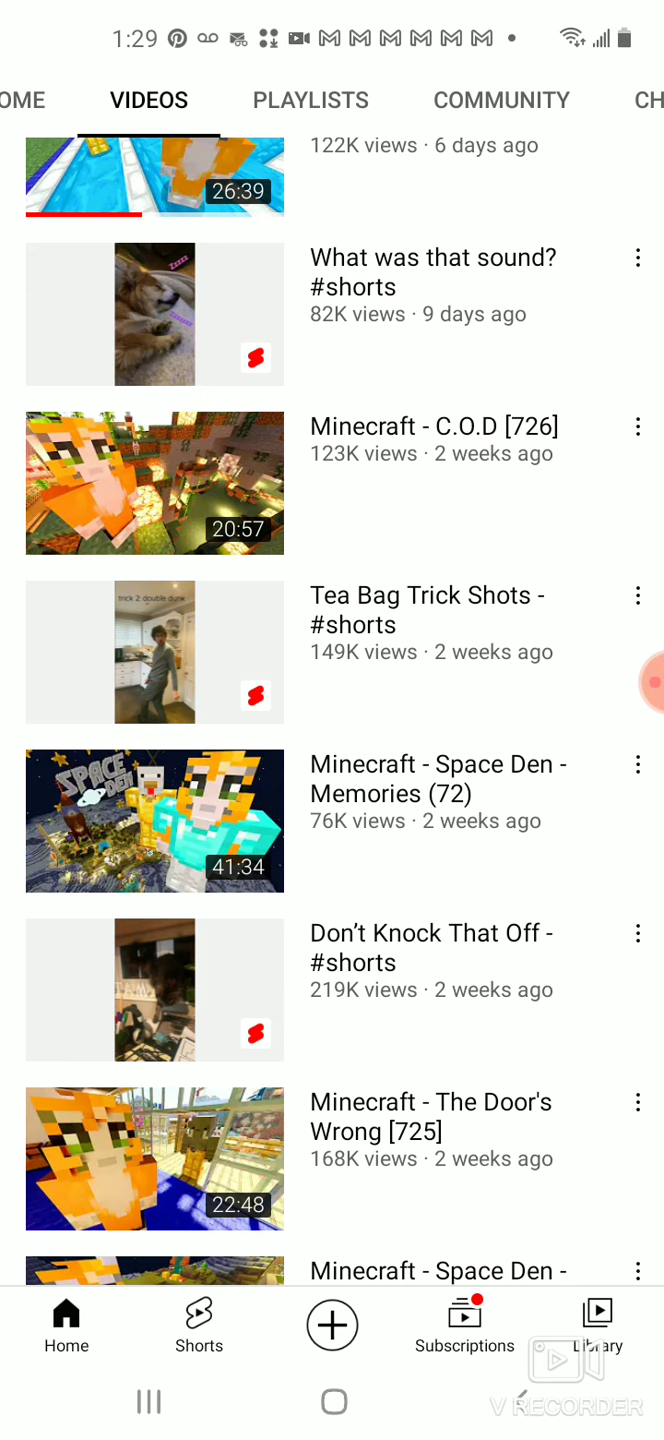 1:29
OME VIDEOS PLAYLISTS COMMUNITY CH
122K views · 6 days ago
26:39
What was that sound?
#shorts
82K views · 9 days ago
Zzzzz
Zzzzzzz
Minecraft - C.O.D [726]
123K views · 2 weeks ago
20:57
Tea Bag Trick Shots -
#shorts
149K views · 2 weeks ago
trick 2 double dunk
Minecraft - Space Den -
Memories (72)
76K views · 2 weeks ago
SPACE
DEN
41:34
Don’t Knock That Off -
#shorts
219K views · 2 weeks ago
Minecraft - The Door's
Wrong [725]
168K views · 2 weeks ago
22:48
Minecraft - Space Den -
Home Shorts Subscriptions Library
V RECORDER